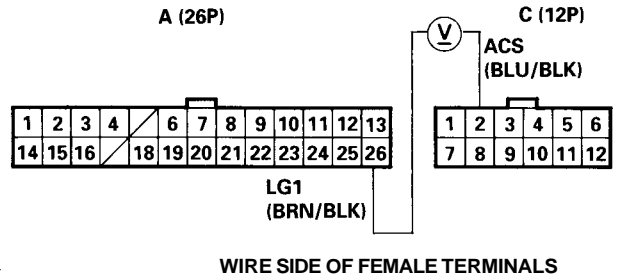 A (26P)
C (12P)
V
ACS
(BLU/BLK)
1 2 3 4 6 7 8 9 10 11 12 13
14 15 16 18 19 20 21 22 23 24 25 26
1 2 3 4 5 6
7 8 9 10 11 12
LG1
(BRN/BLK)
WIRE SIDE OF FEMALE TERMINALS